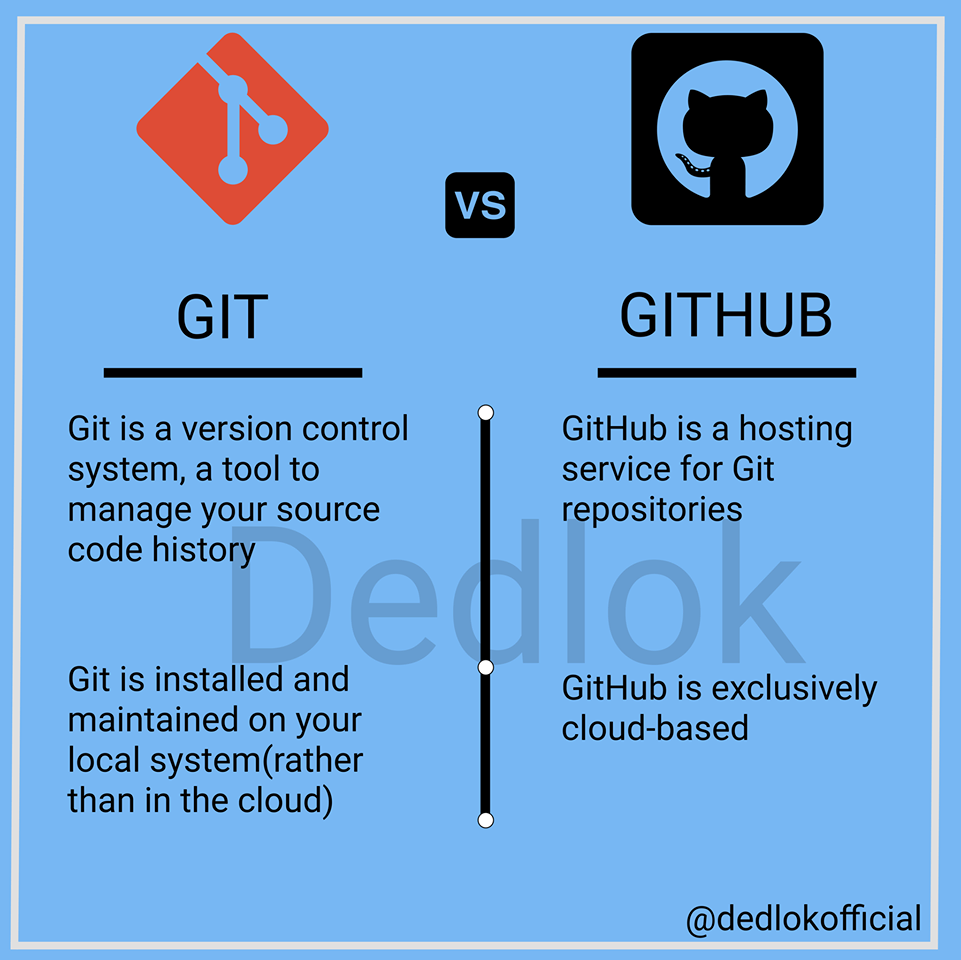 VS
GIT
GITHUB
Git is a version control
system, a tool to
manage your source
code history
GitHub is a hosting
service for Git
repositories
Dedlok
Git is installed and
maintained on your
local system(rather
than in the cloud)
GitHub is exclusively
cloud-based
@dedlokofficial